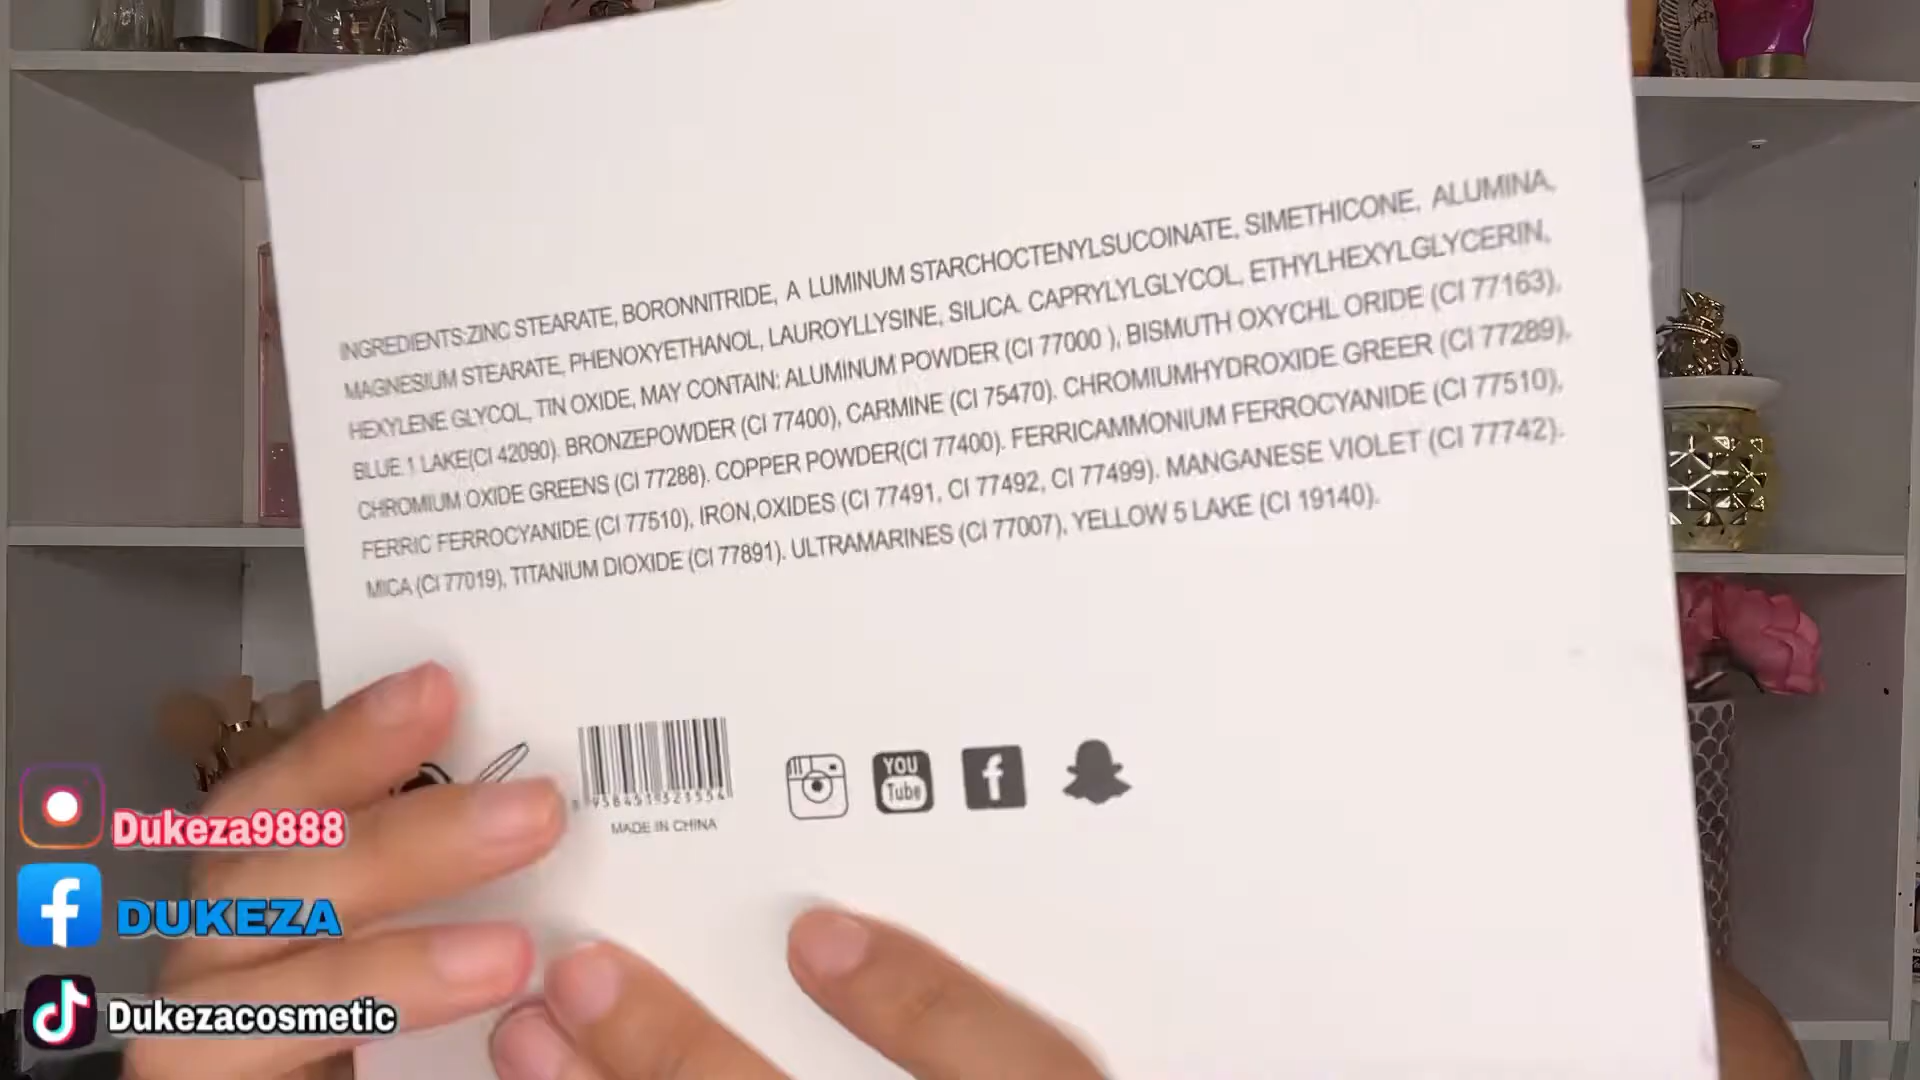 INGREDIENTS:ZINC STEARATE, BORONNITRIDE, A LUMINUM STARCHOCTENYLSUCOINATE, SIMETHICONE, ALUMINA,
MAGNESIUM STEARATE, PHENOXYETHANOL, LAUROYLLYSINE, SILICA. CAPRYLYLGLYCOL, ETHYLHEXYLGLYCERIN,
HEXYLENE GLYCOL, TIN OXIDE, MAY CONTAIN: ALUMINUM POWDER (CI 77000 ), BISMUTH OXYCHL ORIDE (CI 77163),
BLUE 1 LAKE(CI 42090). BRONZEPOWDER (CI 77400), CARMINE (CI 75470). CHROMIUMHYDROXIDE GREER (CI 77289),
CHROMIUM OXIDE GREENS (CI 77288). COPPER POWDER(CI 77400). FERRICAMMONIUM FERROCYANIDE (CI 77510),
FERRIC FERROCYANIDE (CI 77510), IRON,OXIDES (CI 77491, CI 77492, CI 77499). MANGANESE VIOLET (CI 77742).
MICA (CI 77019), TITANIUM DIOXIDE (CI 77891). ULTRAMARINES (CI 77007), YELLOW 5 LAKE (CI 19140).
MADE IN CHINA
YOU
Tube
Dukeza9888
DUKEZA
Dukezacosmetic